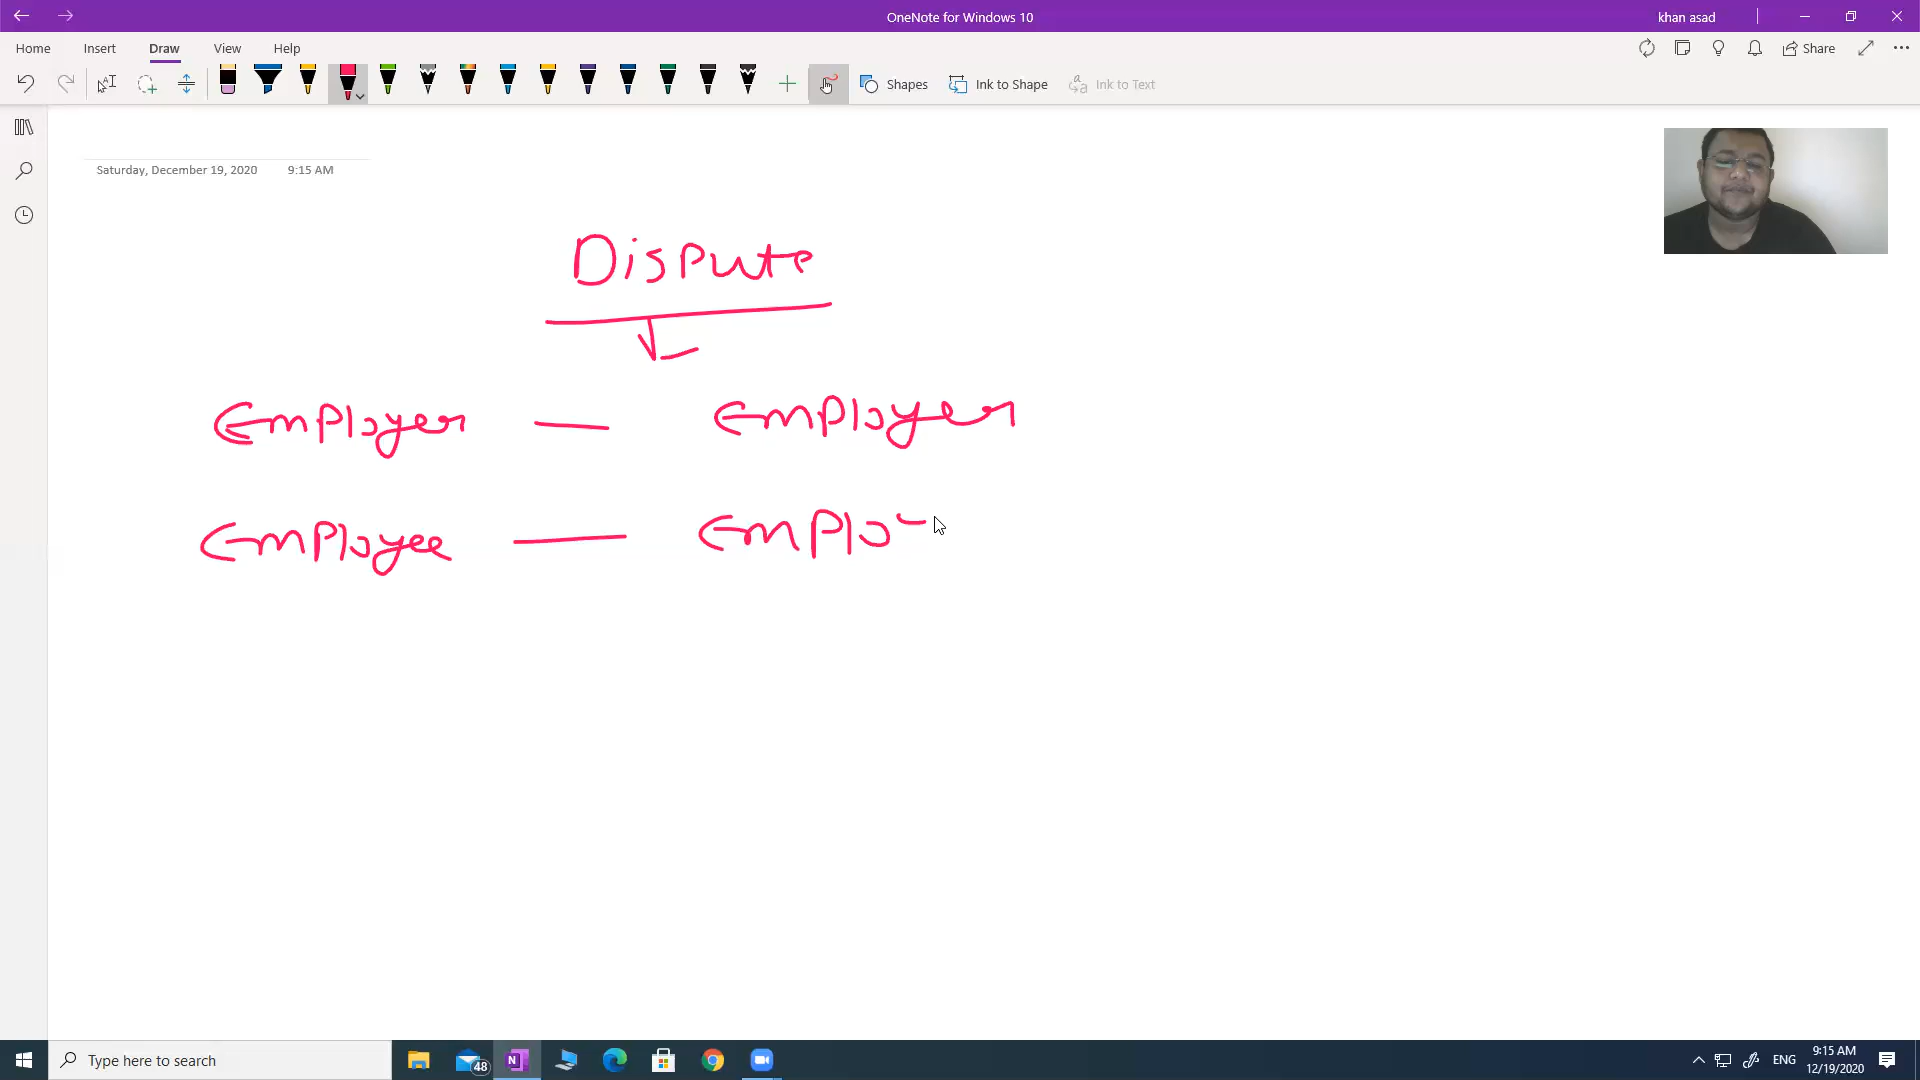 OneNote for Windows 10
khan asad
Home Insert Draw View Help
Share
Shapes Ink to Shape Ink to Text
Saturday, December 19, 2020 9:15 AM
Dispute
Employer — Employer
Employee — Emplo
Type here to search
48
ENG
9:15 AM
12/19/2020